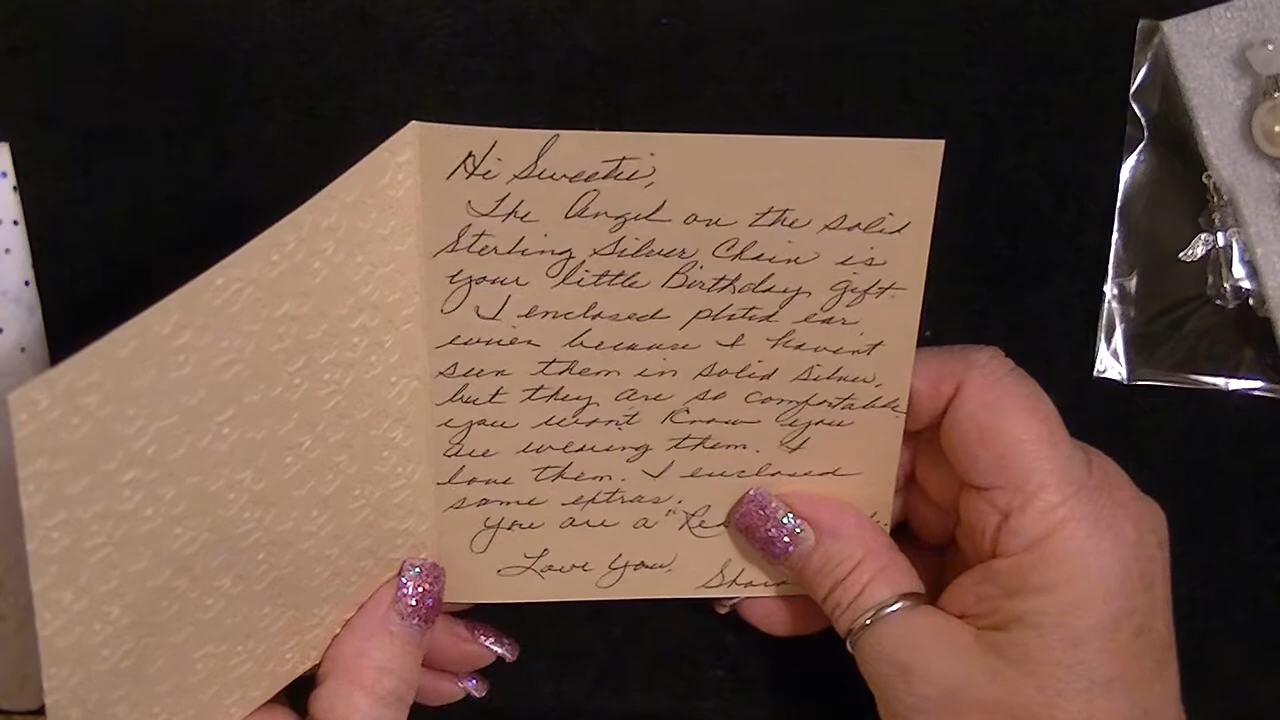 Hi Sweetie,
The Angel on the solid
Sterling Silver Chain is
your little Birthday gift.
I enclosed plated ear
wires because I havent
seen them in solid silver,
but they are so comfortable
you wont know you
are wearing them. I
love them. I enclosed
some extras.
You are a "
Love You,